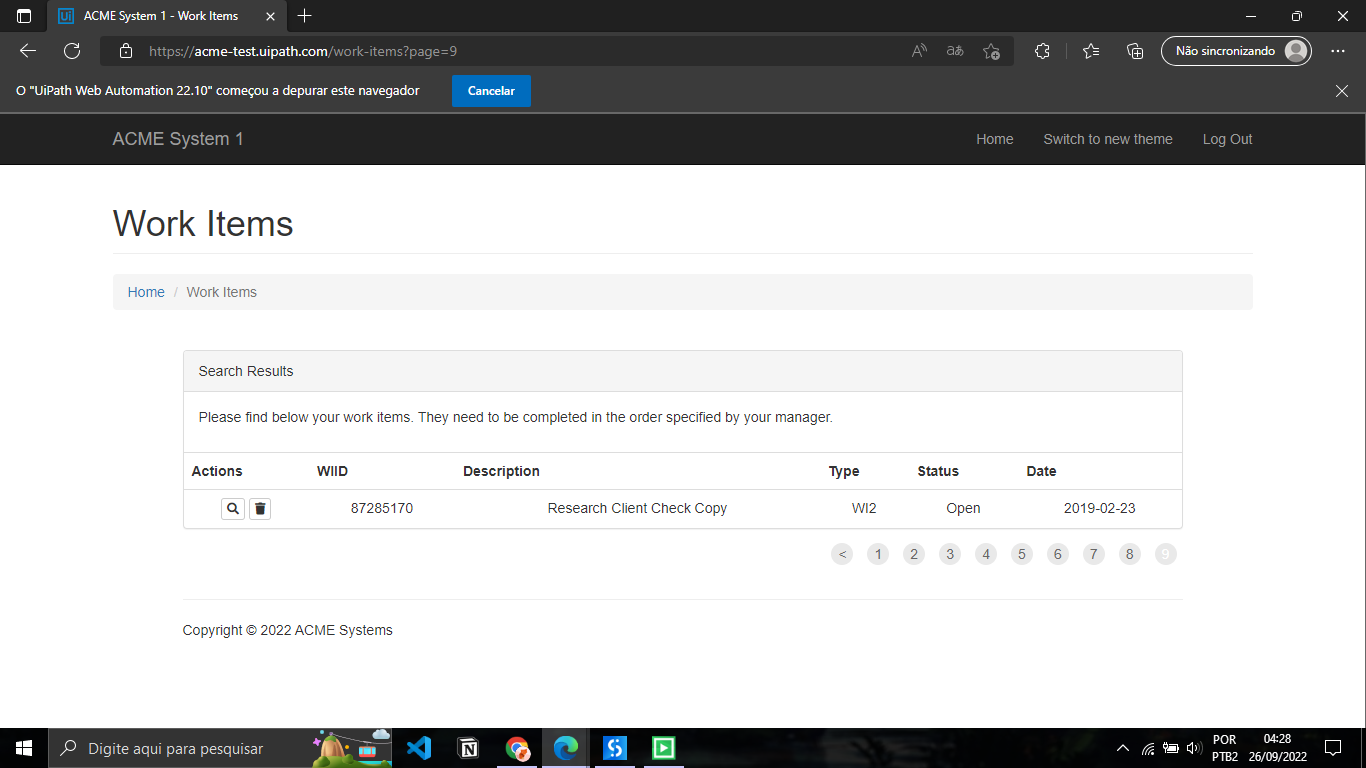 ACME System 1 - Work Items
https://acme-test.uipath.com/work-items?page=9
Não sincronizando
O "UiPath Web Automation 22.10" começou a depurar este navegador
Cancelar
ACME System 1
Home
Switch to new theme
Log Out
Work Items
Home / Work Items
Search Results
Please find below your work items. They need to be completed in the order specified by your manager.
Actions WIID Description Type Status Date
87285170 Research Client Check Copy WI2 Open 2019-02-23
< 1 2 3 4 5 6 7 8 9
Copyright © 2022 ACME Systems
Digite aqui para pesquisar
POR
PTB2
04:28
26/09/2022